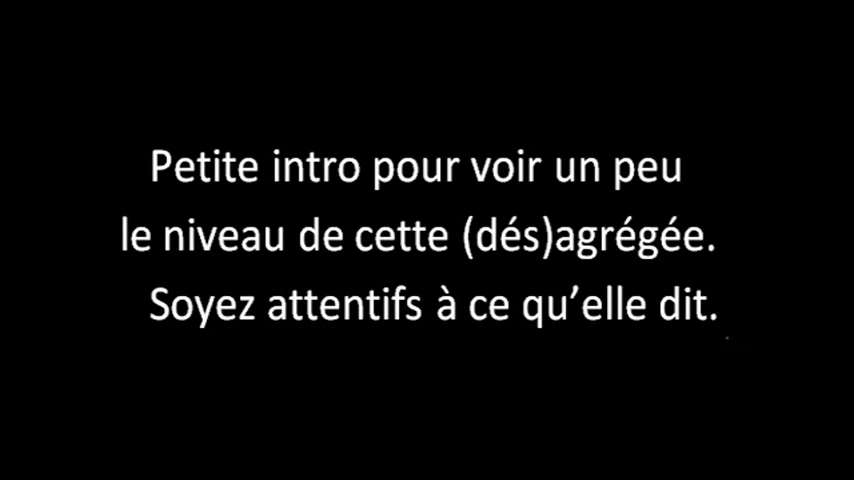 Petite intro pour voir un peu
le niveau de cette (dés)agrégée.
Soyez attentifs à ce qu’elle dit.